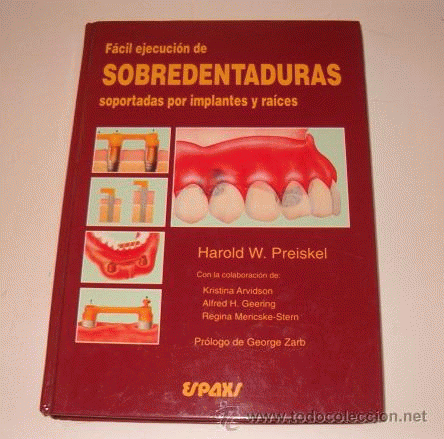 Fácil ejecución de
SOBREDENTADURAS
soportadas por implantes y raíces
Harold W. Preiskel
Con la colaboración de:
Kristina Arvidson
Alfred H. Geering
Regina Mericske-Stern
Prólogo de George Zarb
ESPAXS
www.todocoleccion.net